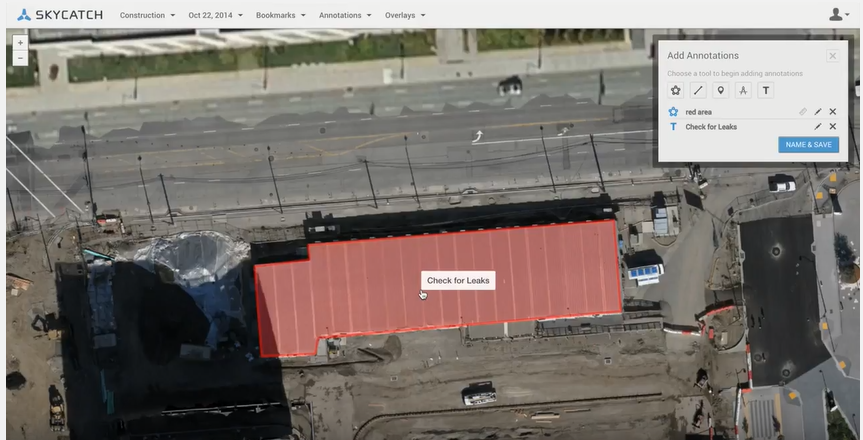 SKYCATCH Construction Oct 22, 2014 Bookmarks Annotations Overlays
+
−
Add Annotations
Choose a tool to begin adding annotations
T
red area
T Check for Leaks
NAME & SAVE
Check for Leaks